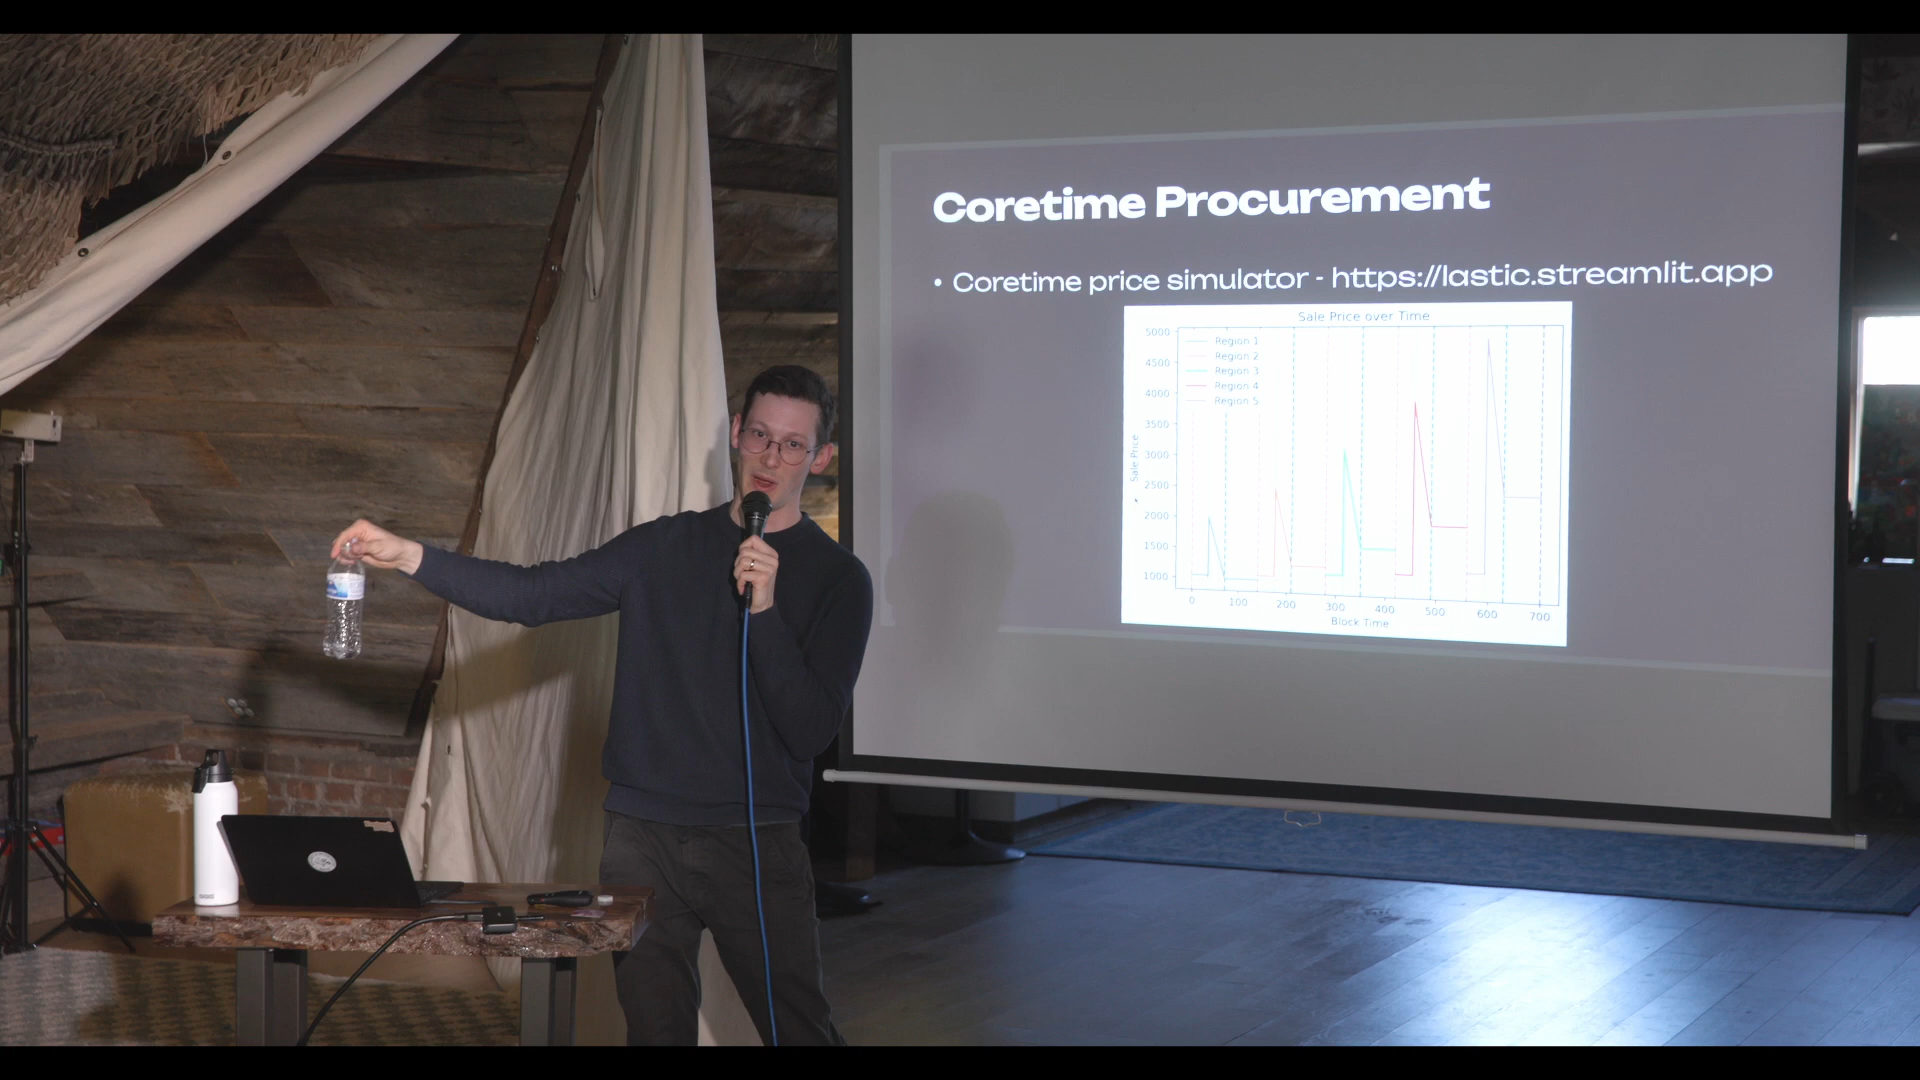 Coretime Procurement
• Coretime price simulator - https://lastic.streamlit.app
Sale Price over Time
5000
4500
4000
3500
3000
2500
2000
1500
1000
Sale Price
Region 1
Region 2
Region 3
Region 4
Region 5
0 100 200 300 400 500 600 700
Block Time